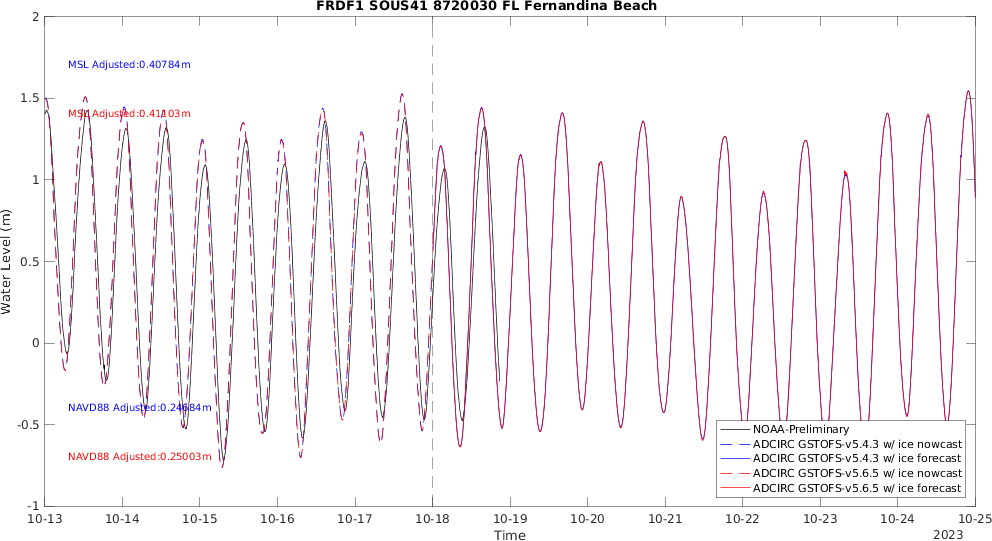 FRDF1 SOUS41 8720030 FL Fernandina Beach
2
1.5
1
0.5
0
-0.5
-1
Water Level (m)
MSL Adjusted:0.40784m
MSL Adjusted:0.41103m
NAVD88 Adjusted:0.24684m
NAVD88 Adjusted:0.25003m
NOAA-Preliminary
ADCIRC GSTOFS-v5.4.3 w/ ice nowcast
ADCIRC GSTOFS-v5.4.3 w/ ice forecast
ADCIRC GSTOFS-v5.6.5 w/ ice nowcast
ADCIRC GSTOFS-v5.6.5 w/ ice forecast
10-13 10-14 10-15 10-16 10-17 10-18 10-19 10-20 10-21 10-22 10-23 10-24 10-25
Time
2023